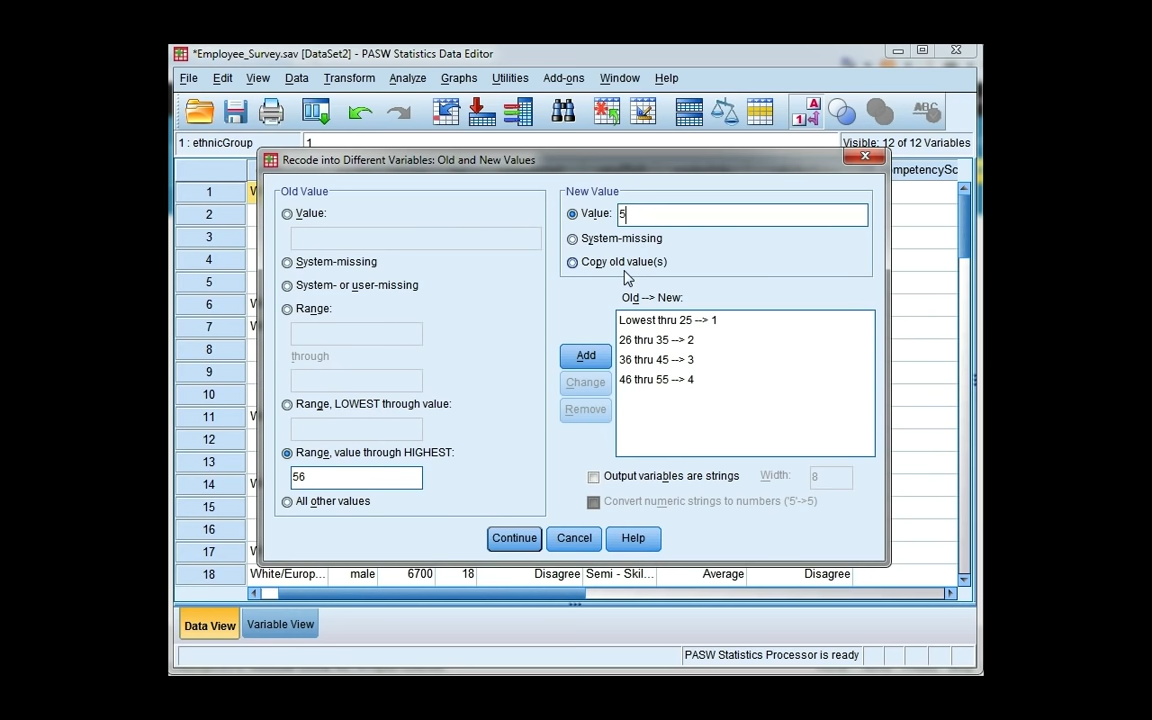 *Employee_Survey.sav [DataSet2] - PASW Statistics Data Editor
File Edit View Data Transform Analyze Graphs Utilities Add-ons Window Help
1 : ethnicGroup 1 Visible: 12 of 12 Variables
Recode into Different Variables: Old and New Values
Old Value
Value:
System-missing
System- or user-missing
Range:
through
Range, LOWEST through value:
Range, value through HIGHEST:
56
All other values
New Value
Value: 5
System-missing
Copy old value(s)
Old --> New:
Lowest thru 25 --> 1
26 thru 35 --> 2
36 thru 45 --> 3
46 thru 55 --> 4
Add
Change
Remove
Output variables are strings Width: 8
Convert numeric strings to numbers ('5'->5)
Continue Cancel Help
1
2
3
4
5
6
7
8
9
10
11
12
13
14
15
16
17
18 White/Europ... male 6700 18 Disagree Semi - Skil... Average Disagree
Data View Variable View
PASW Statistics Processor is ready